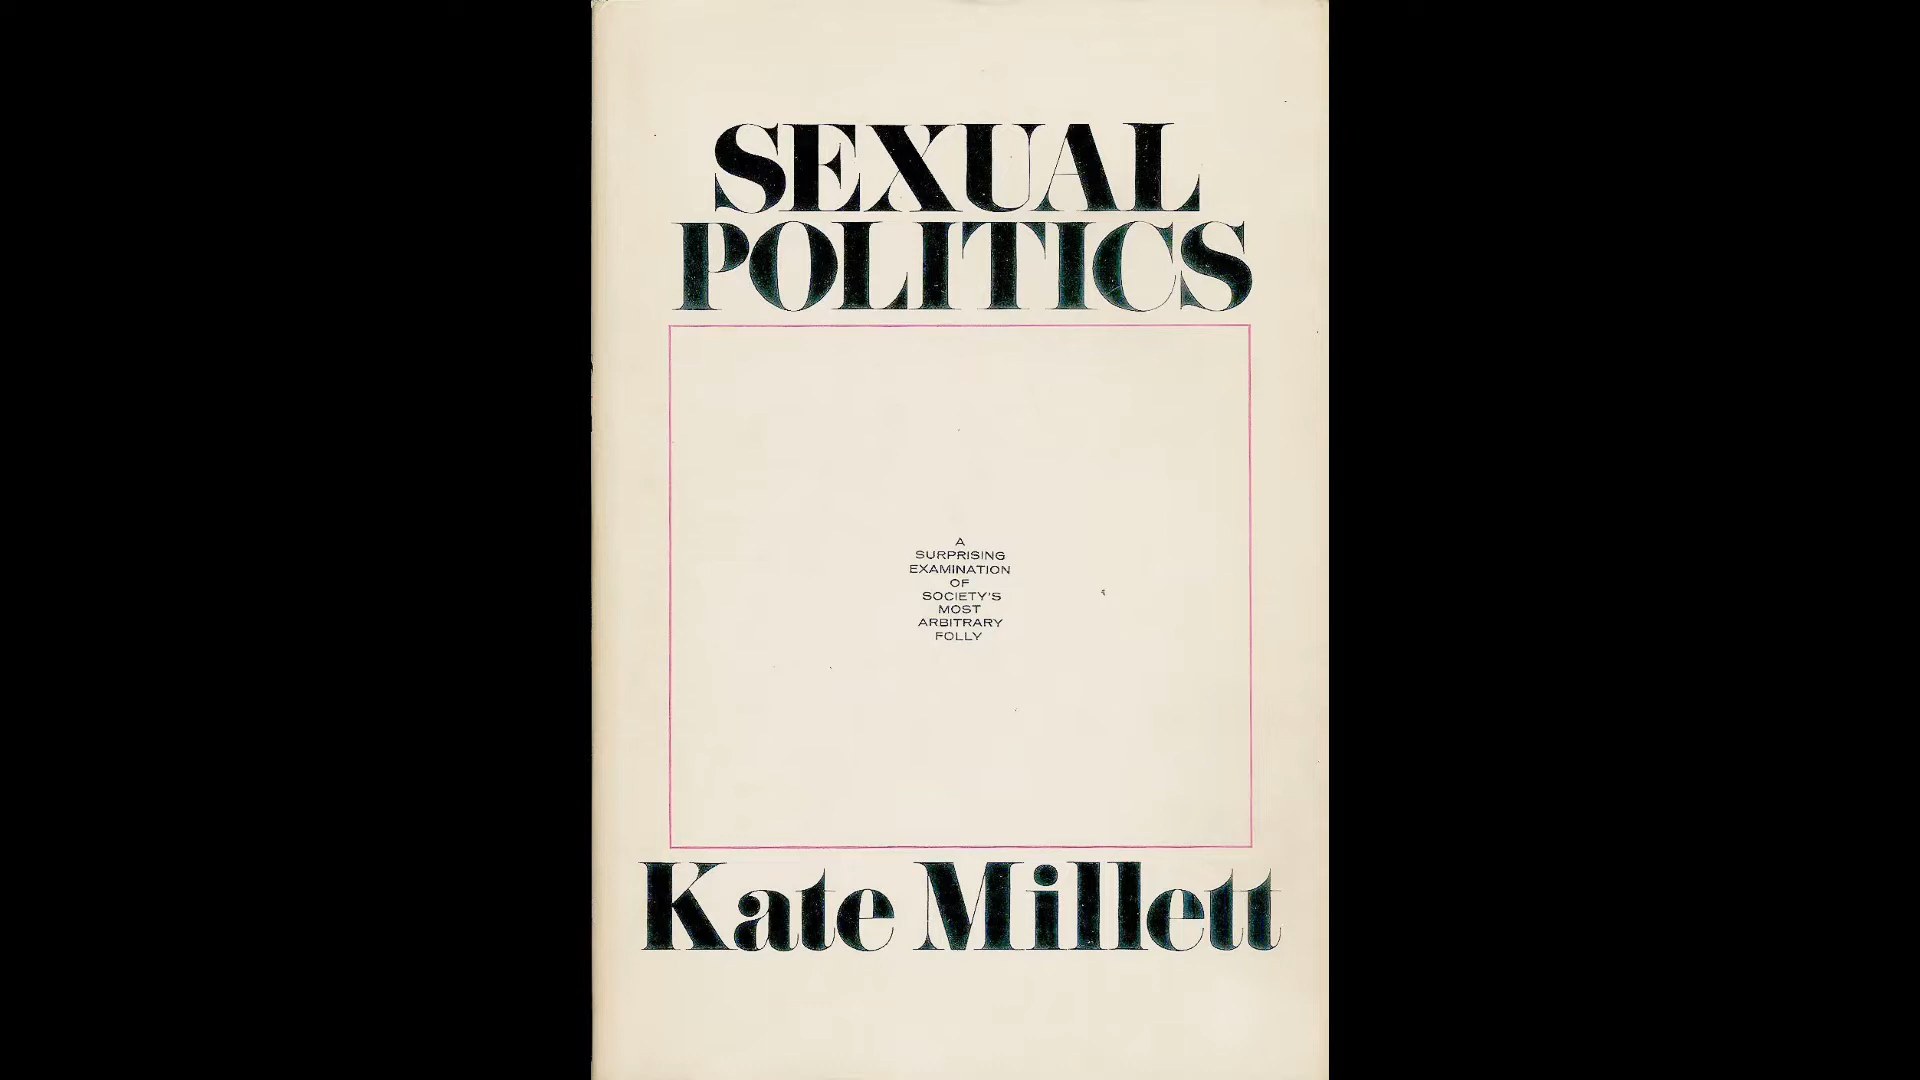 SEXUAL
POLITICS
A
SURPRISING
EXAMINATION
OF
SOCIETY'S
MOST
ARBITRARY
FOLLY
Kate Millett